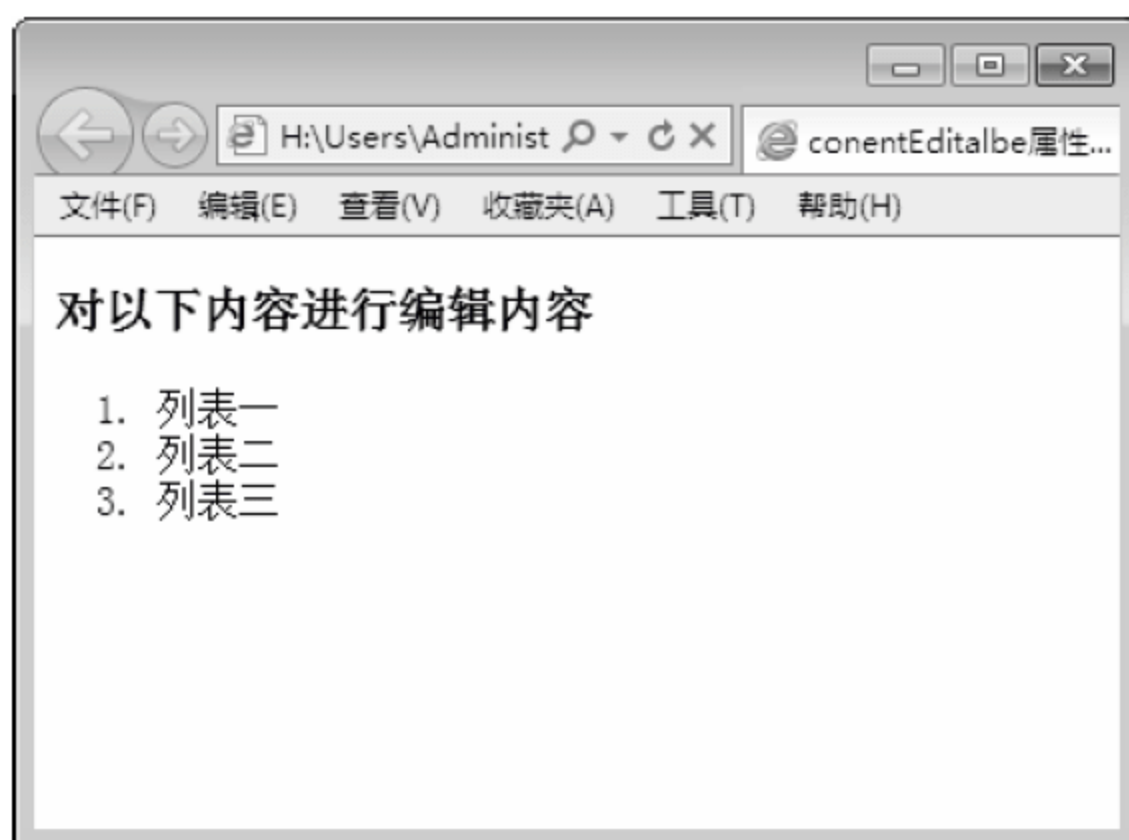 H:\Users\Administ
conentEditalbe属性...
文件(F) 编辑(E) 查看(V) 收藏夹(A) 工具(T) 帮助(H)
对以下内容进行编辑内容
1. 列表一
2. 列表二
3. 列表三